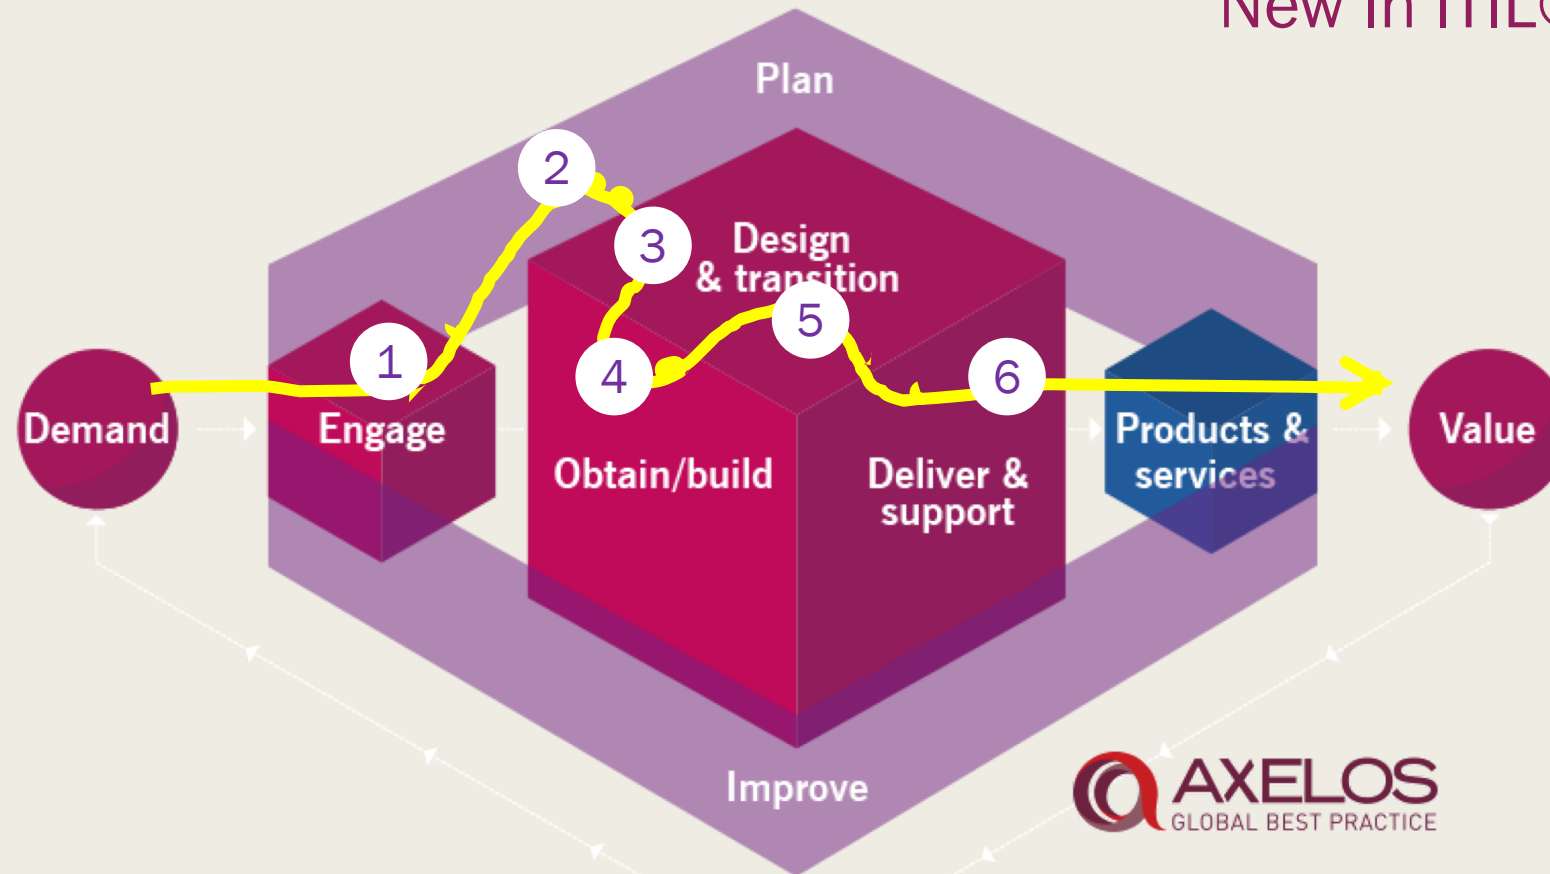 New in ITIL©
Plan
2
3
Design
& transition
5
1
4
6
Demand
Engage
Obtain/build
Deliver &
support
Products &
services
Value
Improve
AXELOS
GLOBAL BEST PRACTICE